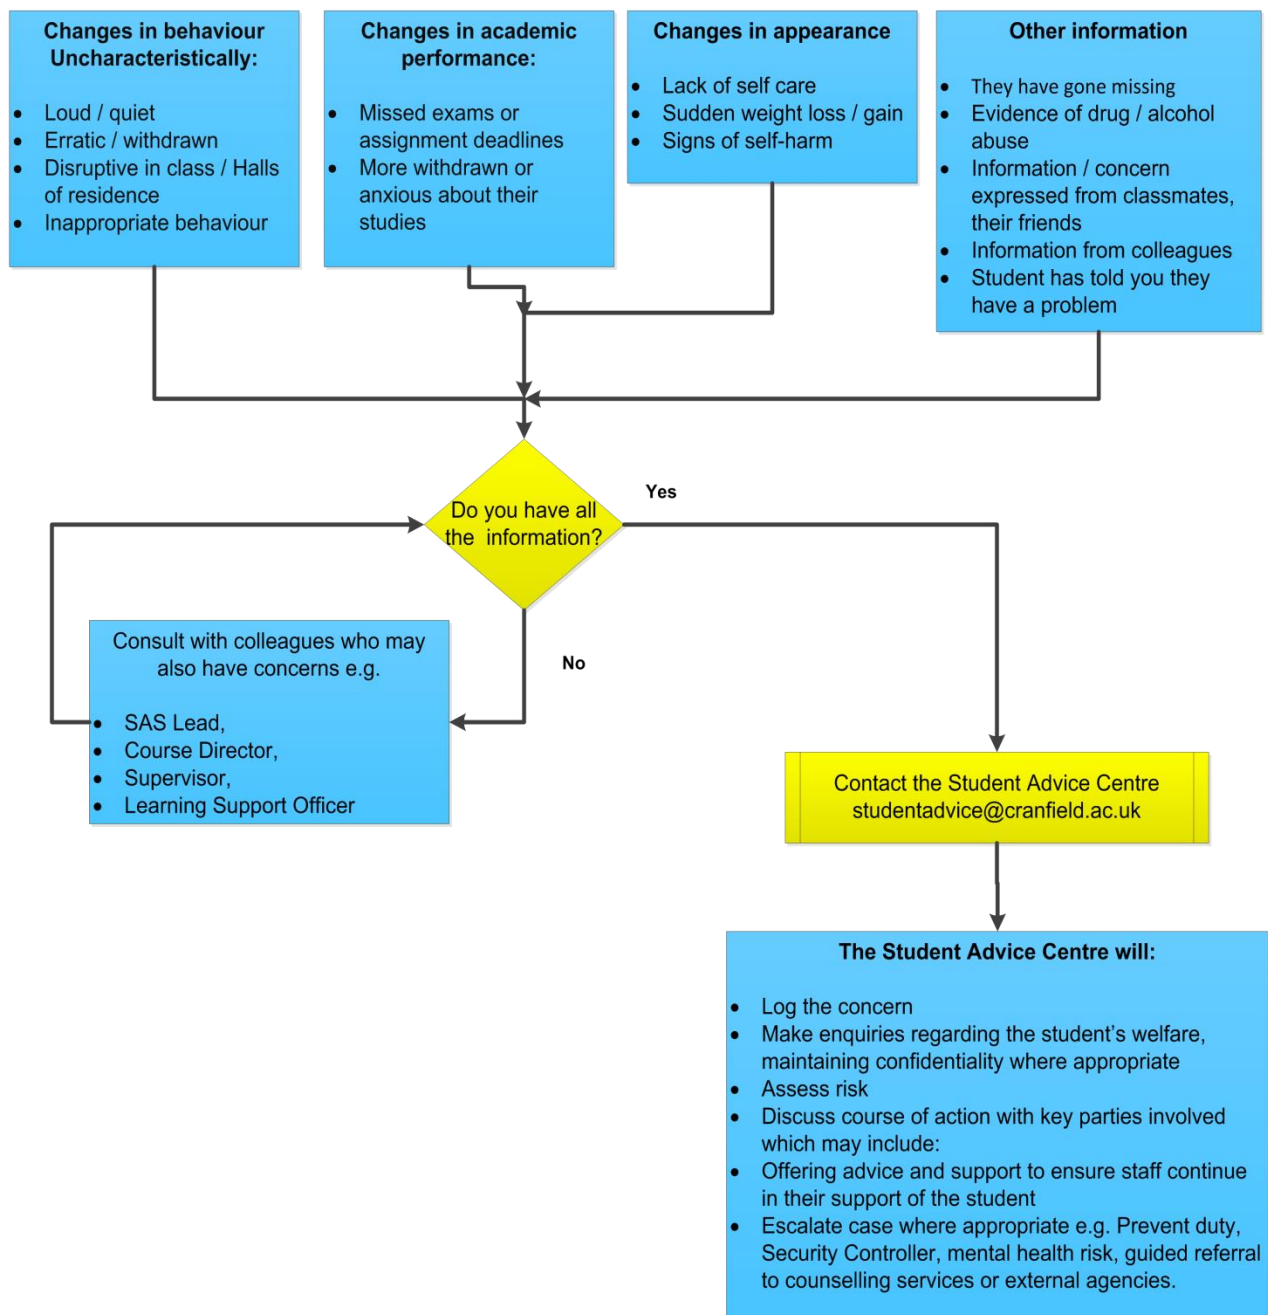 Changes in behaviour
Uncharacteristically:
• Loud / quiet
• Erratic / withdrawn
• Disruptive in class / Halls
of residence
• Inappropriate behaviour
Changes in academic
performance:
• Missed exams or
assignment deadlines
• More withdrawn or
anxious about their
studies
Changes in appearance
• Lack of self care
• Sudden weight loss / gain
• Signs of self-harm
Other information
• They have gone missing
• Evidence of drug / alcohol
abuse
• Information / concern
expressed from classmates,
their friends
• Information from colleagues
• Student has told you they
have a problem
Do you have all
the information?
Yes
No
Consult with colleagues who may
also have concerns e.g.
• SAS Lead,
• Course Director,
• Supervisor,
• Learning Support Officer
Contact the Student Advice Centre
studentadvice@cranfield.ac.uk
The Student Advice Centre will:
• Log the concern
• Make enquiries regarding the student's welfare,
maintaining confidentiality where appropriate
• Assess risk
• Discuss course of action with key parties involved
which may include:
• Offering advice and support to ensure staff continue
in their support of the student
• Escalate case where appropriate e.g. Prevent duty,
Security Controller, mental health risk, guided referral
to counselling services or external agencies.